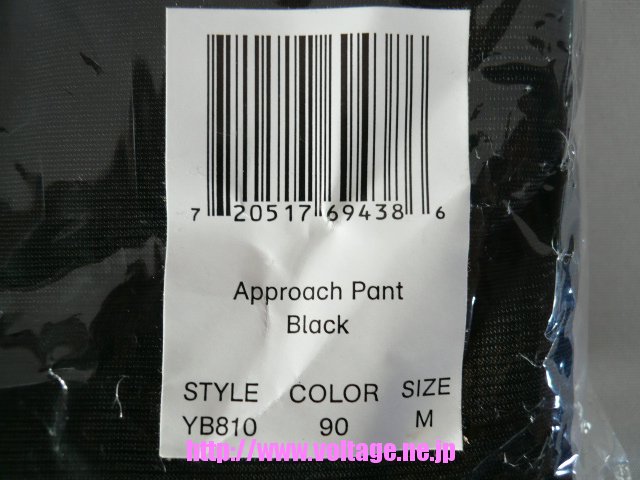 7 20517 69438 6
Approach Pant
Black
STYLE COLOR SIZE
YB810 90 M
http://www.voltage.ne.jp